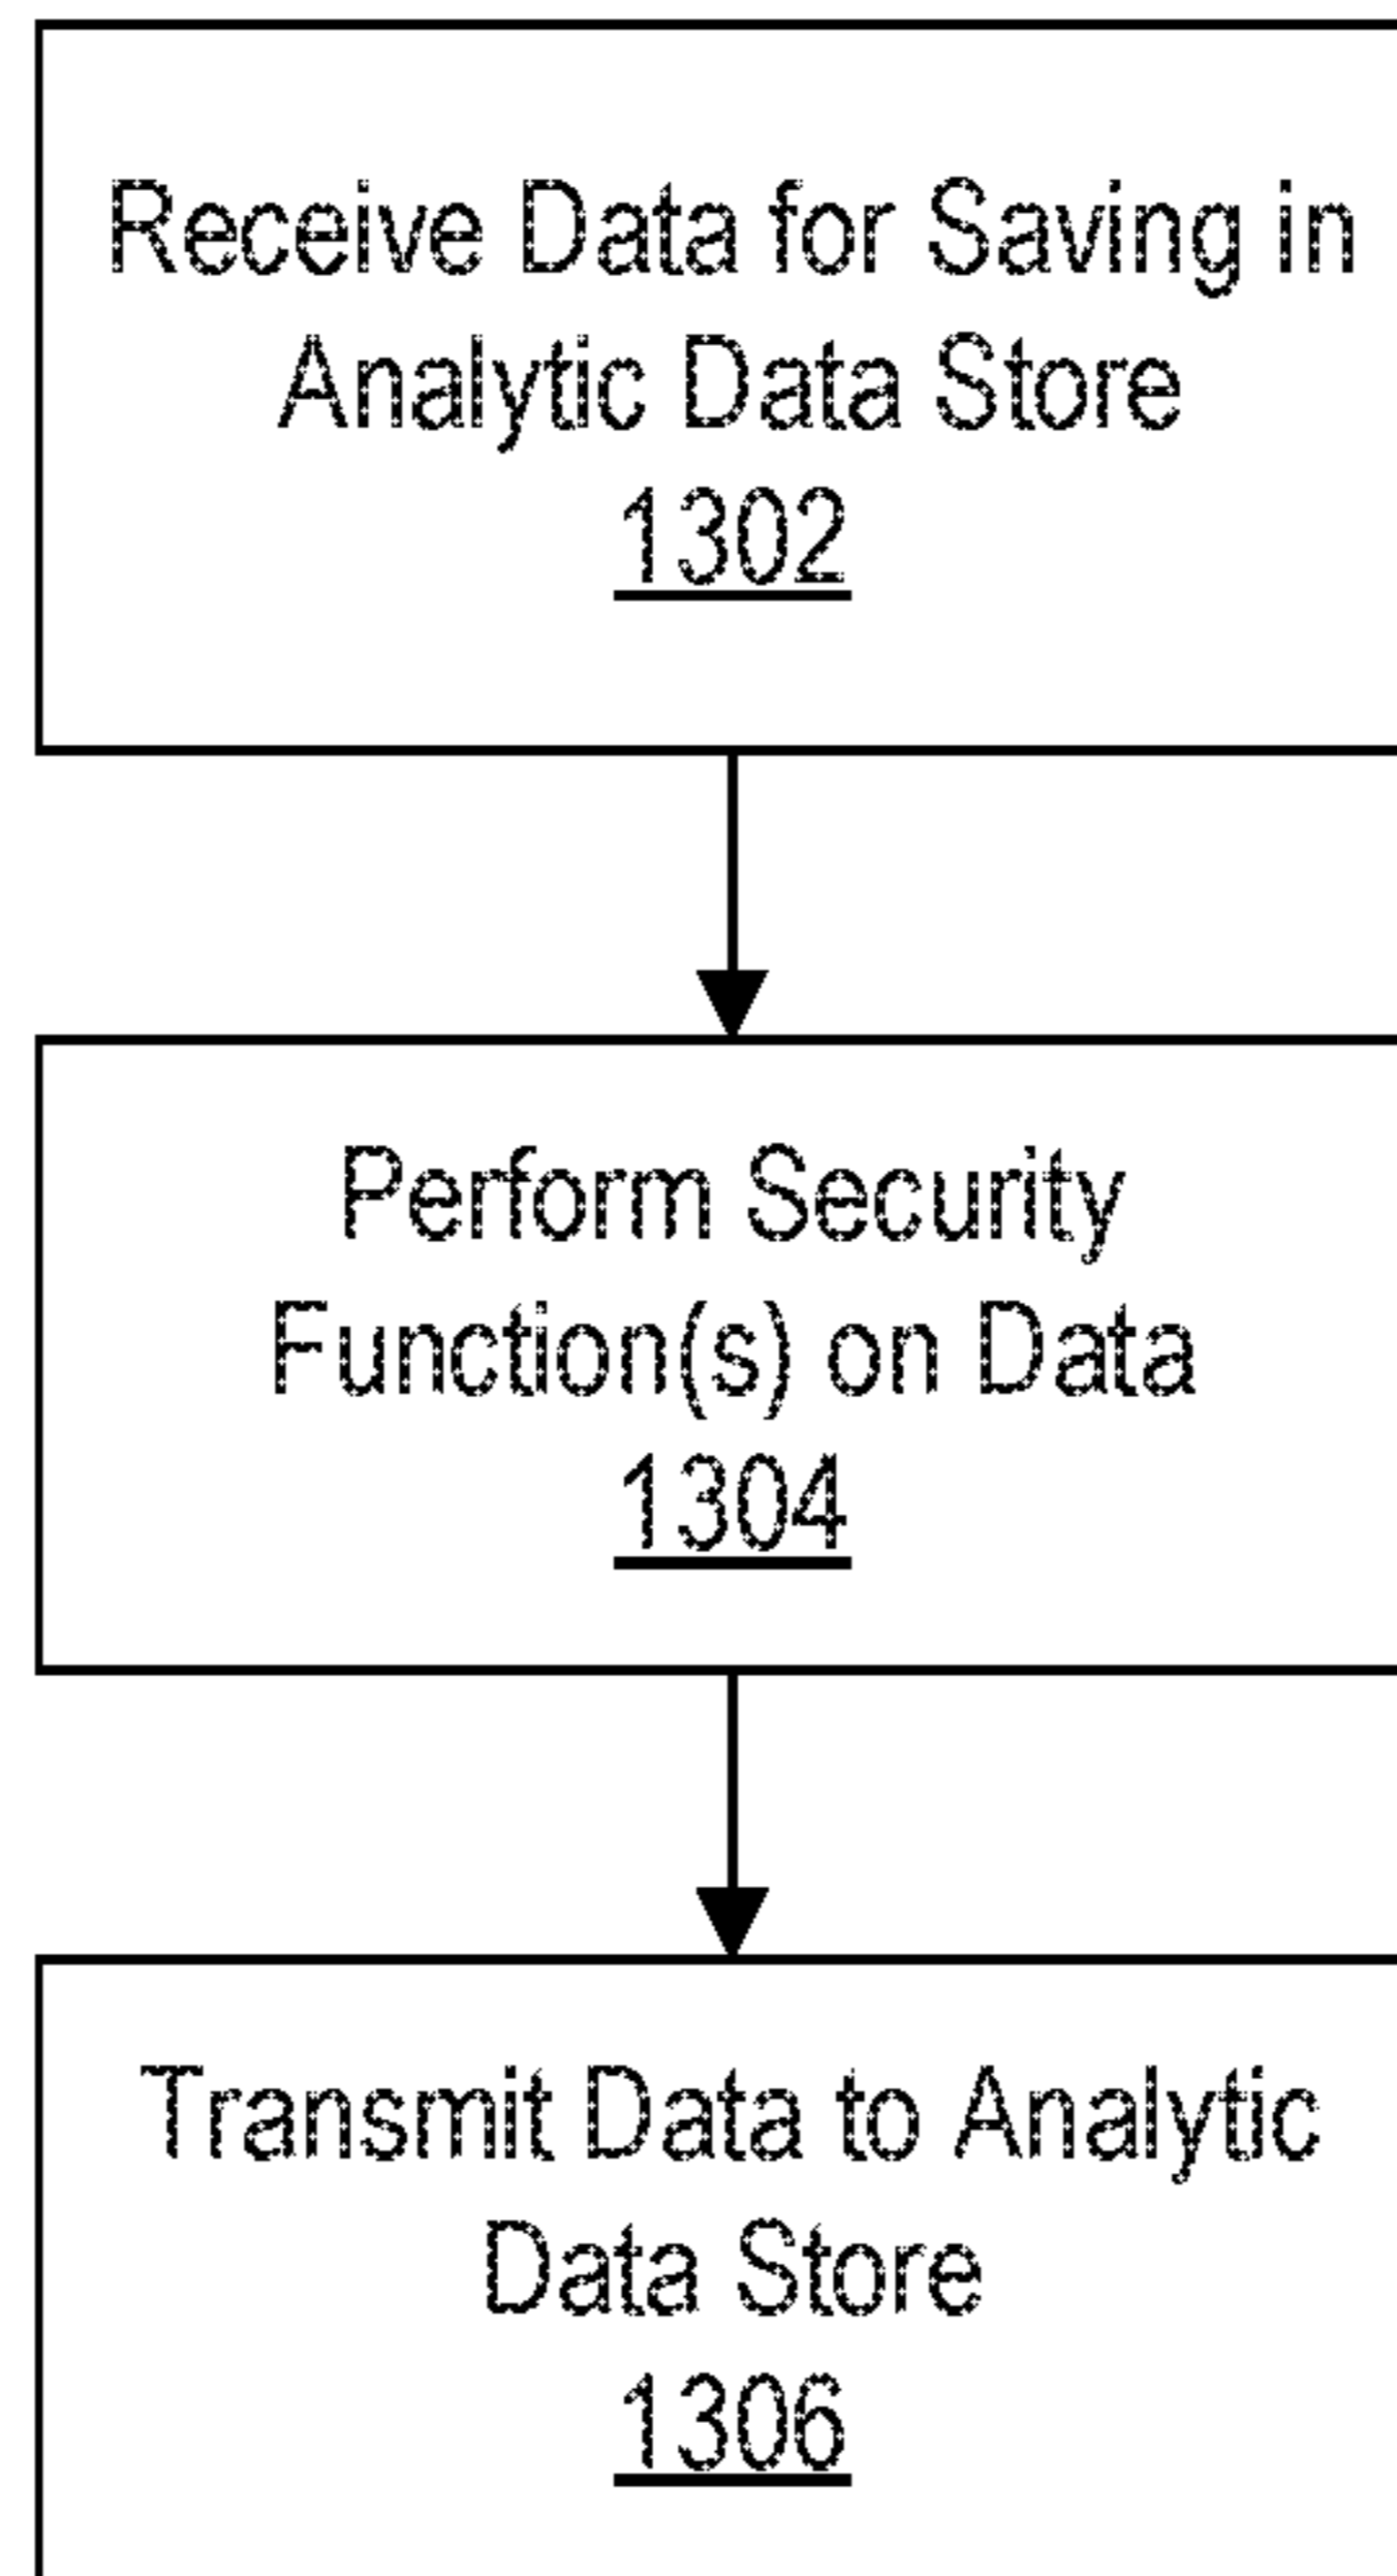 Receive Data for Saving in
Analytic Data Store
1302
Perform Security
Function(s) on Data
1304
Transmit Data to Analytic
Data Store
1306